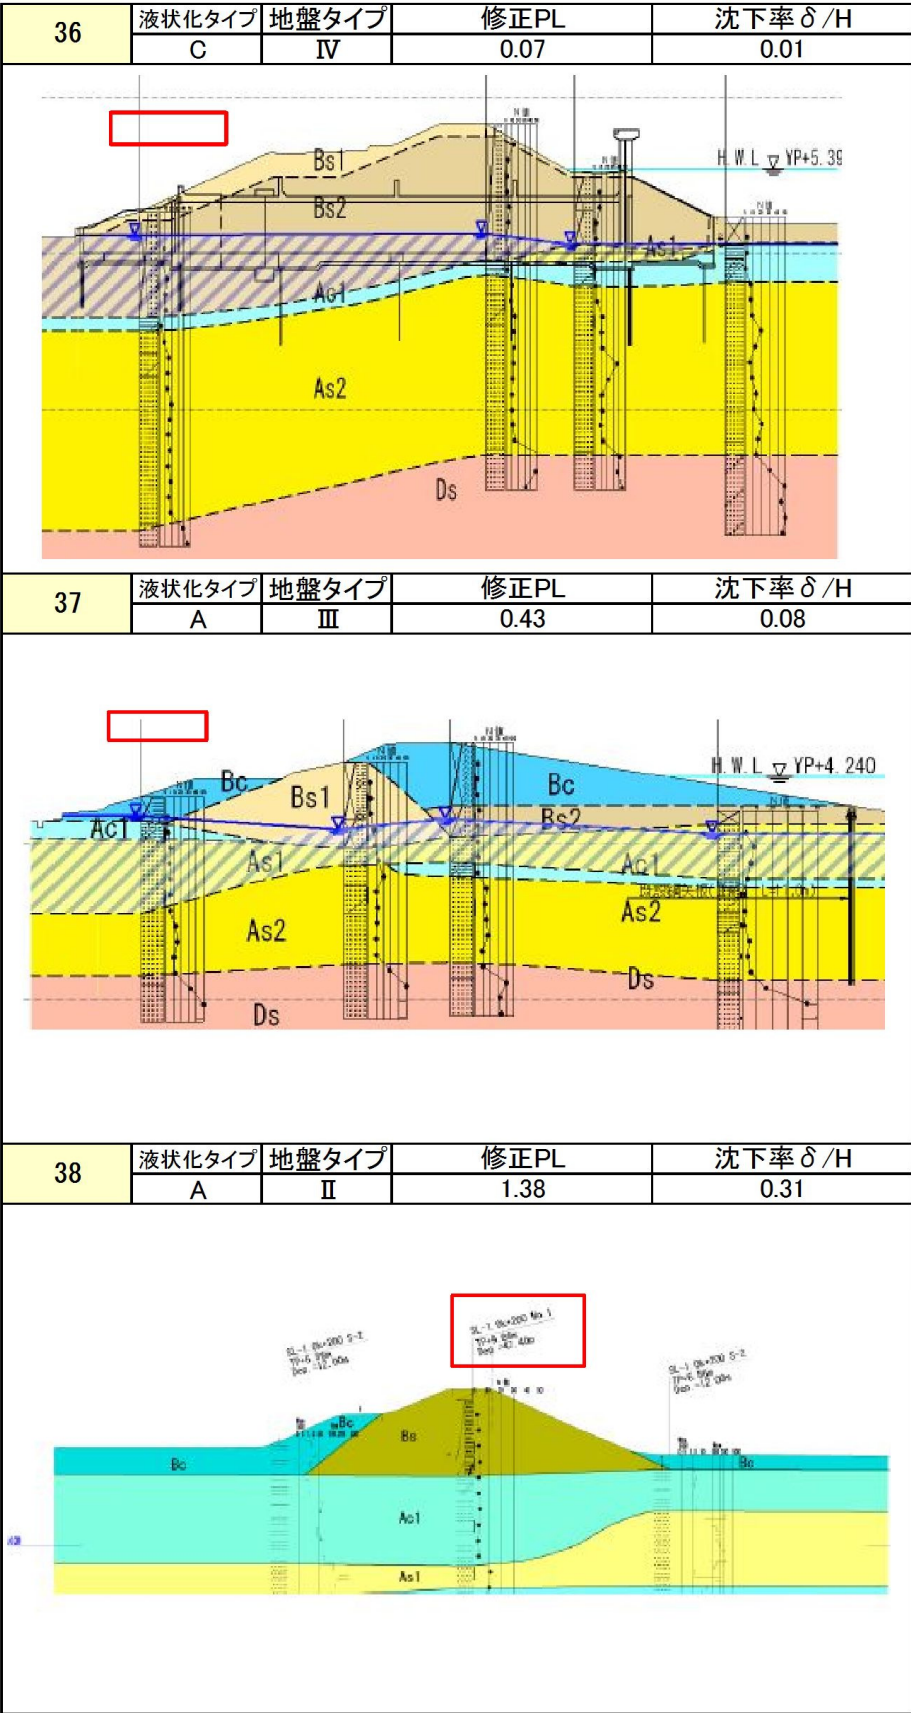 36 液状化タイプ 地盤タイプ 修正PL 沈下率δ/H
C Ⅳ 0.07 0.01
H.W.L YP+5.39
Bs1
Bs2
As1
Ac1
As2
Ds
37 液状化タイプ 地盤タイプ 修正PL 沈下率δ/H
A Ⅲ 0.43 0.08
H.W.L YP+4.240
Bc Bs1 Bc
Bs2
Ac1
As1 Ac1
As2 As2
Ds
Ds
38 液状化タイプ 地盤タイプ 修正PL 沈下率δ/H
A Ⅱ 1.38 0.31
Bc
Bs
Bc Bc
Ac1
As1